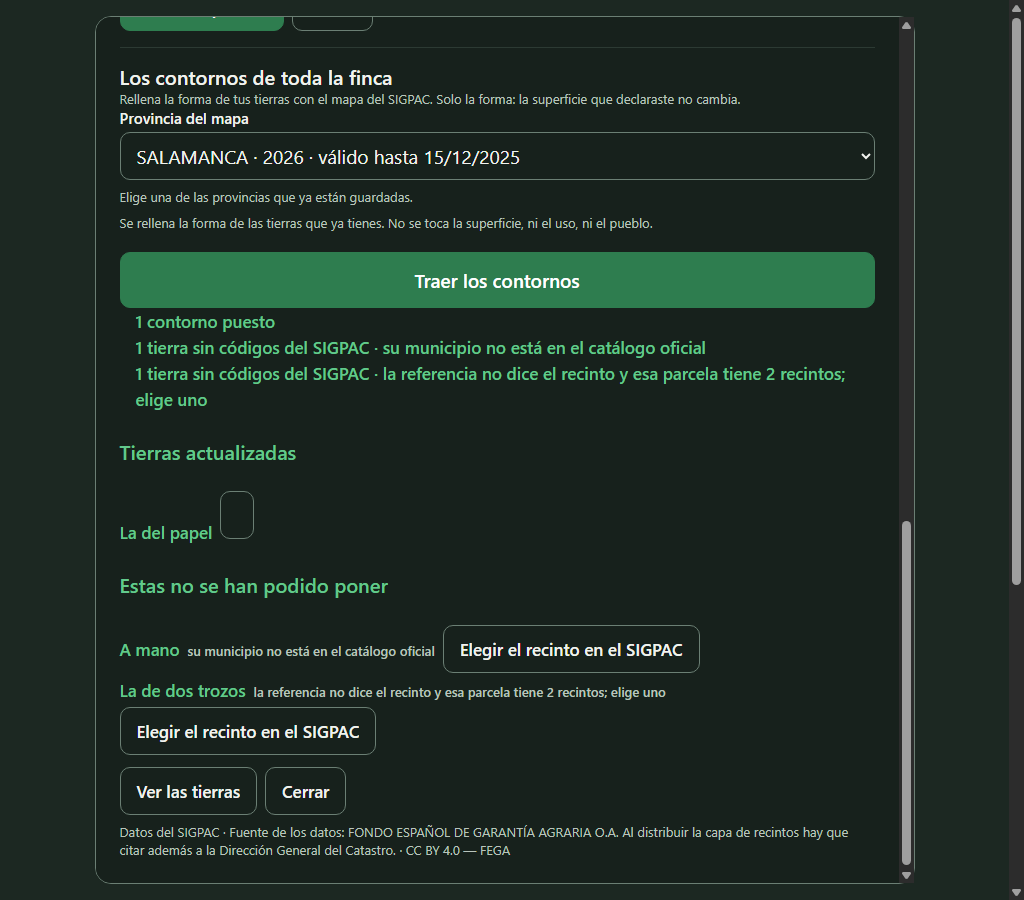 Los contornos de toda la finca
Rellena la forma de tus tierras con el mapa del SIGPAC. Solo la forma: la superficie que declaraste no cambia.
Provincia del mapa
SALAMANCA · 2026 · válido hasta 15/12/2025
Elige una de las provincias que ya están guardadas.
Se rellena la forma de las tierras que ya tienes. No se toca la superficie, ni el uso, ni el pueblo.
Traer los contornos
1 contorno puesto
1 tierra sin códigos del SIGPAC · su municipio no está en el catálogo oficial
1 tierra sin códigos del SIGPAC · la referencia no dice el recinto y esa parcela tiene 2 recintos;
elige uno
Tierras actualizadas
La del papel
Estas no se han podido poner
A mano su municipio no está en el catálogo oficial Elegir el recinto en el SIGPAC
La de dos trozos la referencia no dice el recinto y esa parcela tiene 2 recintos; elige uno
Elegir el recinto en el SIGPAC
Ver las tierras Cerrar
Datos del SIGPAC · Fuente de los datos: FONDO ESPAÑOL DE GARANTÍA AGRARIA O.A. Al distribuir la capa de recintos hay que
citar además a la Dirección General del Catastro. · CC BY 4.0 — FEGA